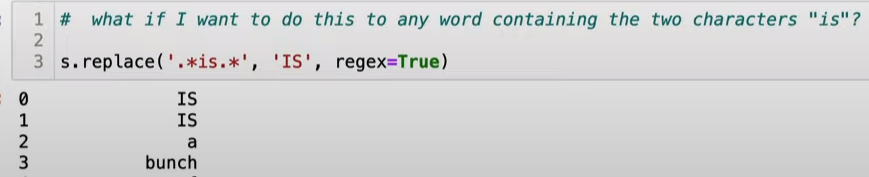 1 #  what if I want to do this to any word containing the two characters "is"?
2
3 s.replace('.*is.*', 'IS', regex=True)
0 IS
1 IS
2 a
3 bunch